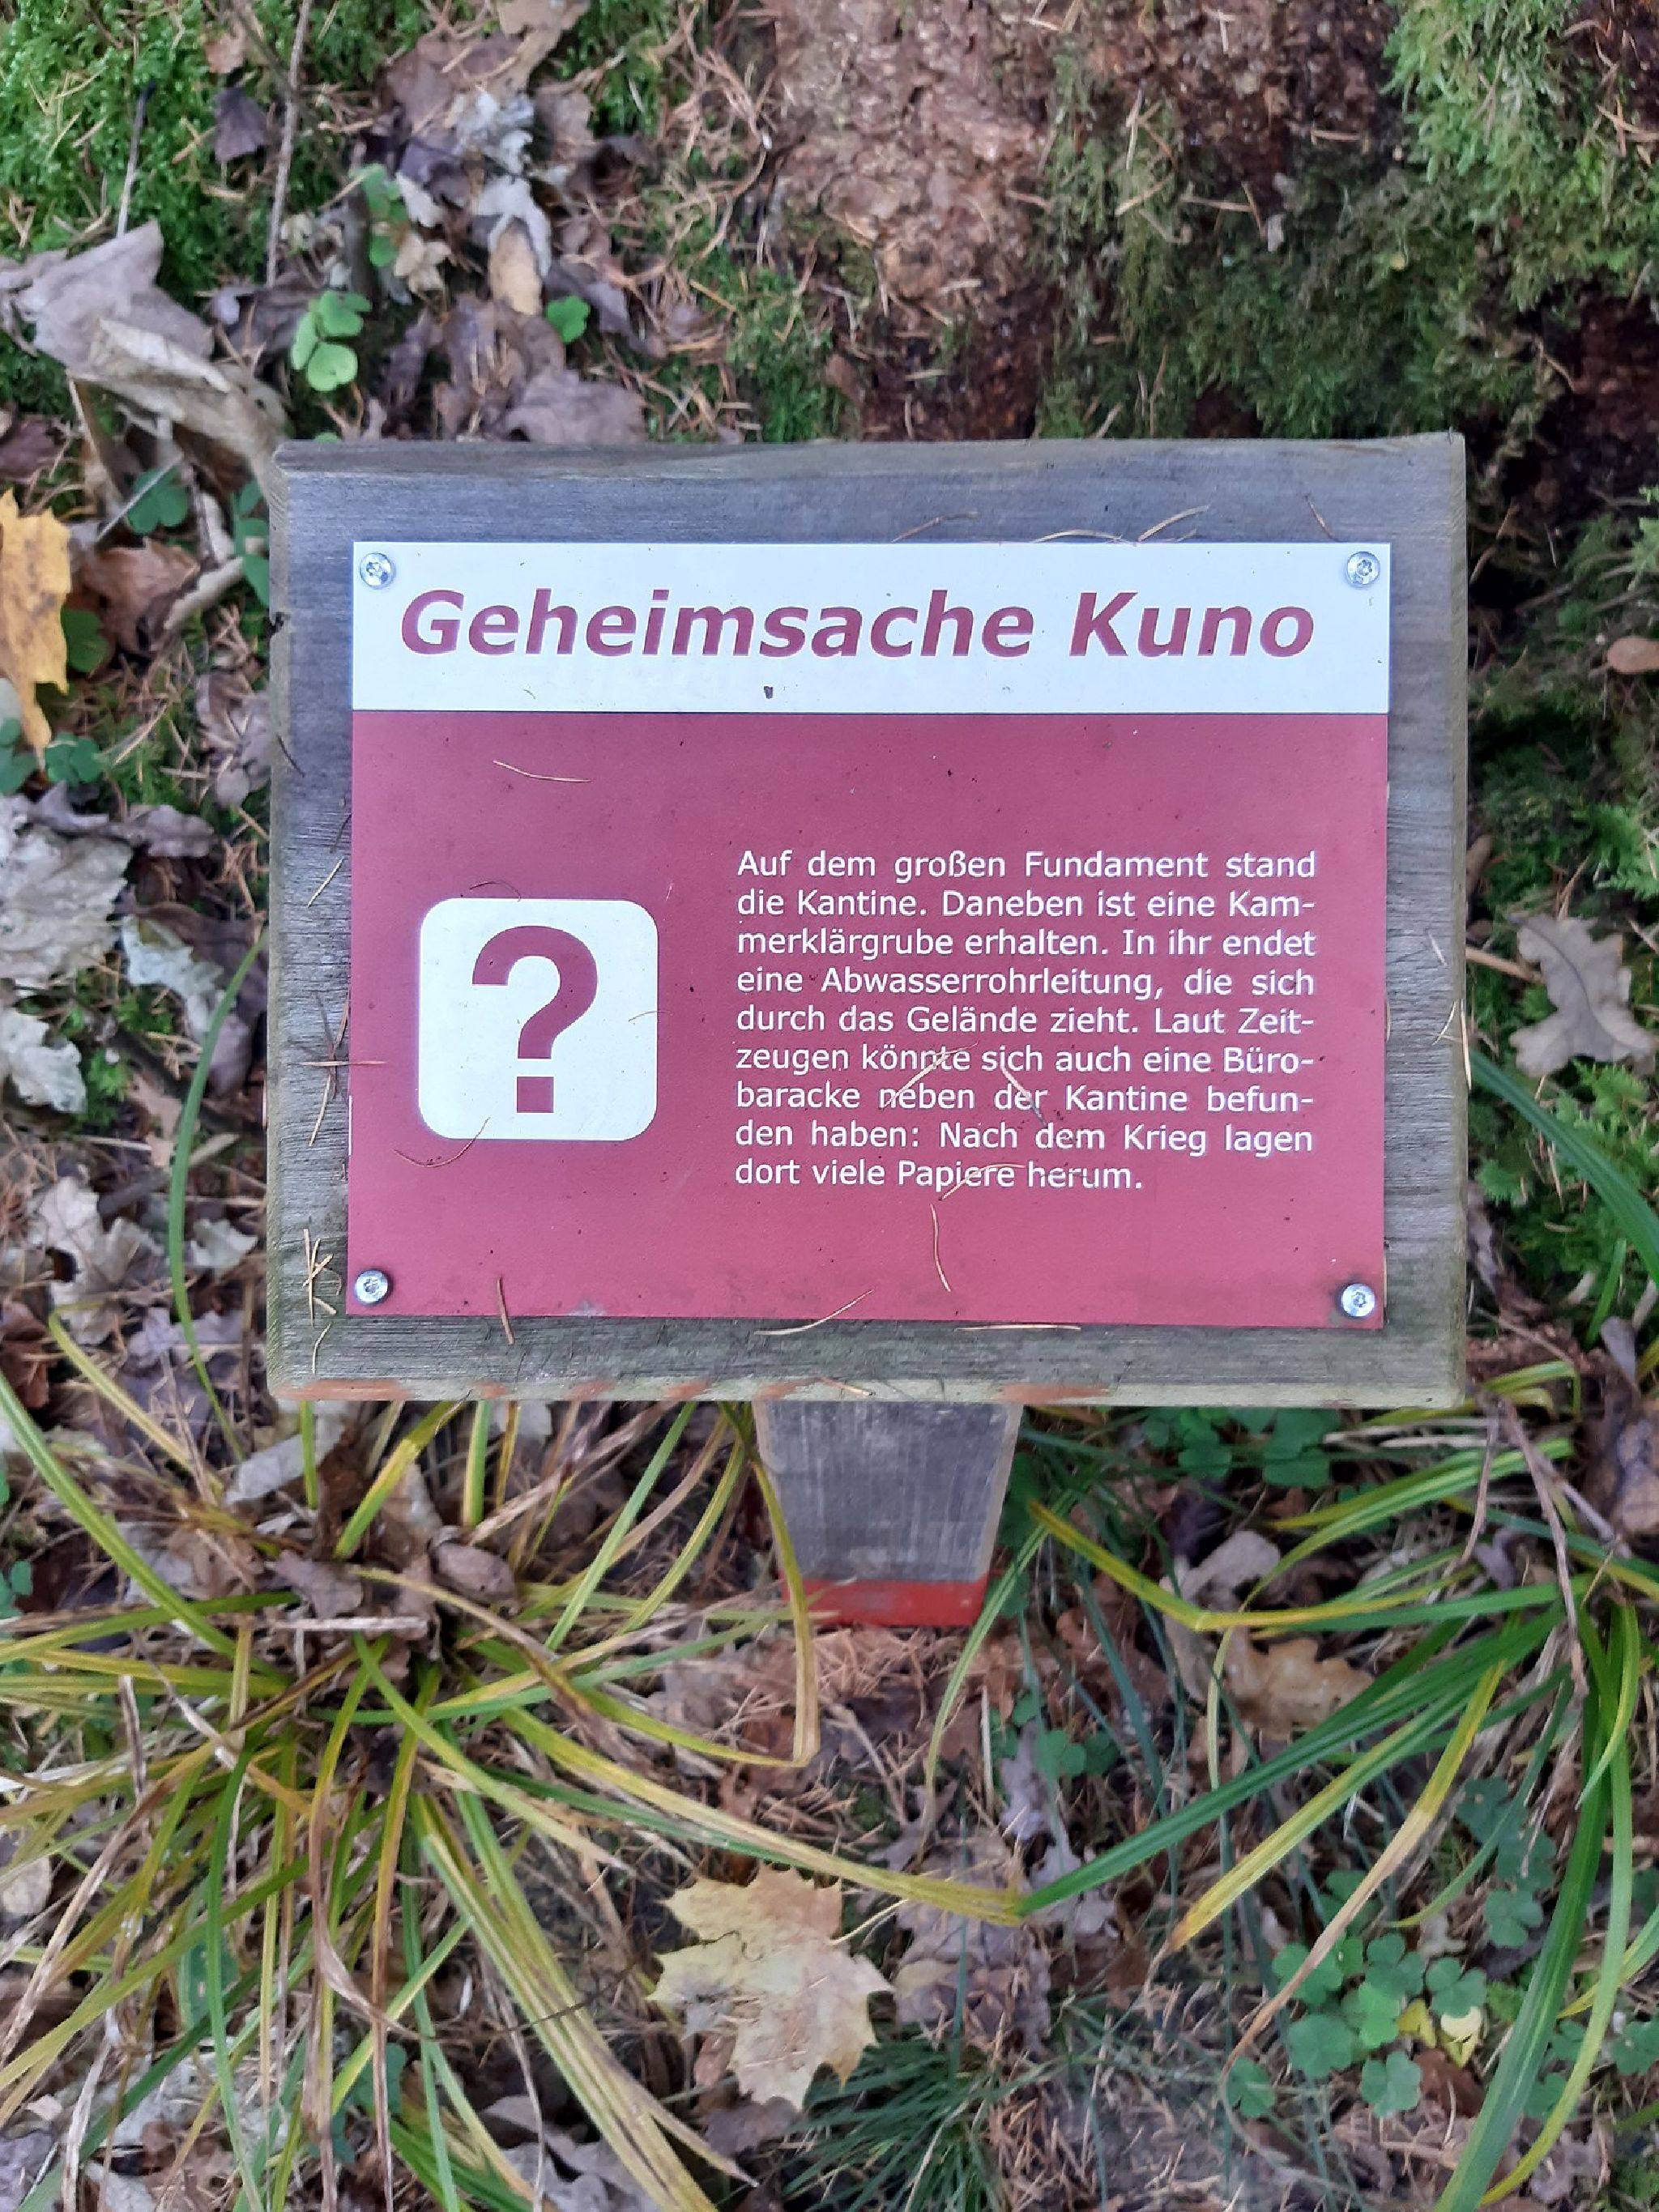 Geheimsache Kuno
?
Auf dem großen Fundament stand
die Kantine. Daneben ist eine Kam-
merklärgrube erhalten. In ihr endet
eine Abwasserrohrleitung, die sich
durch das Gelände zieht. Laut Zeit-
zeugen könnte sich auch eine Büro-
baracke neben der Kantine befun-
den haben: Nach dem Krieg lagen
dort viele Papiere herum.